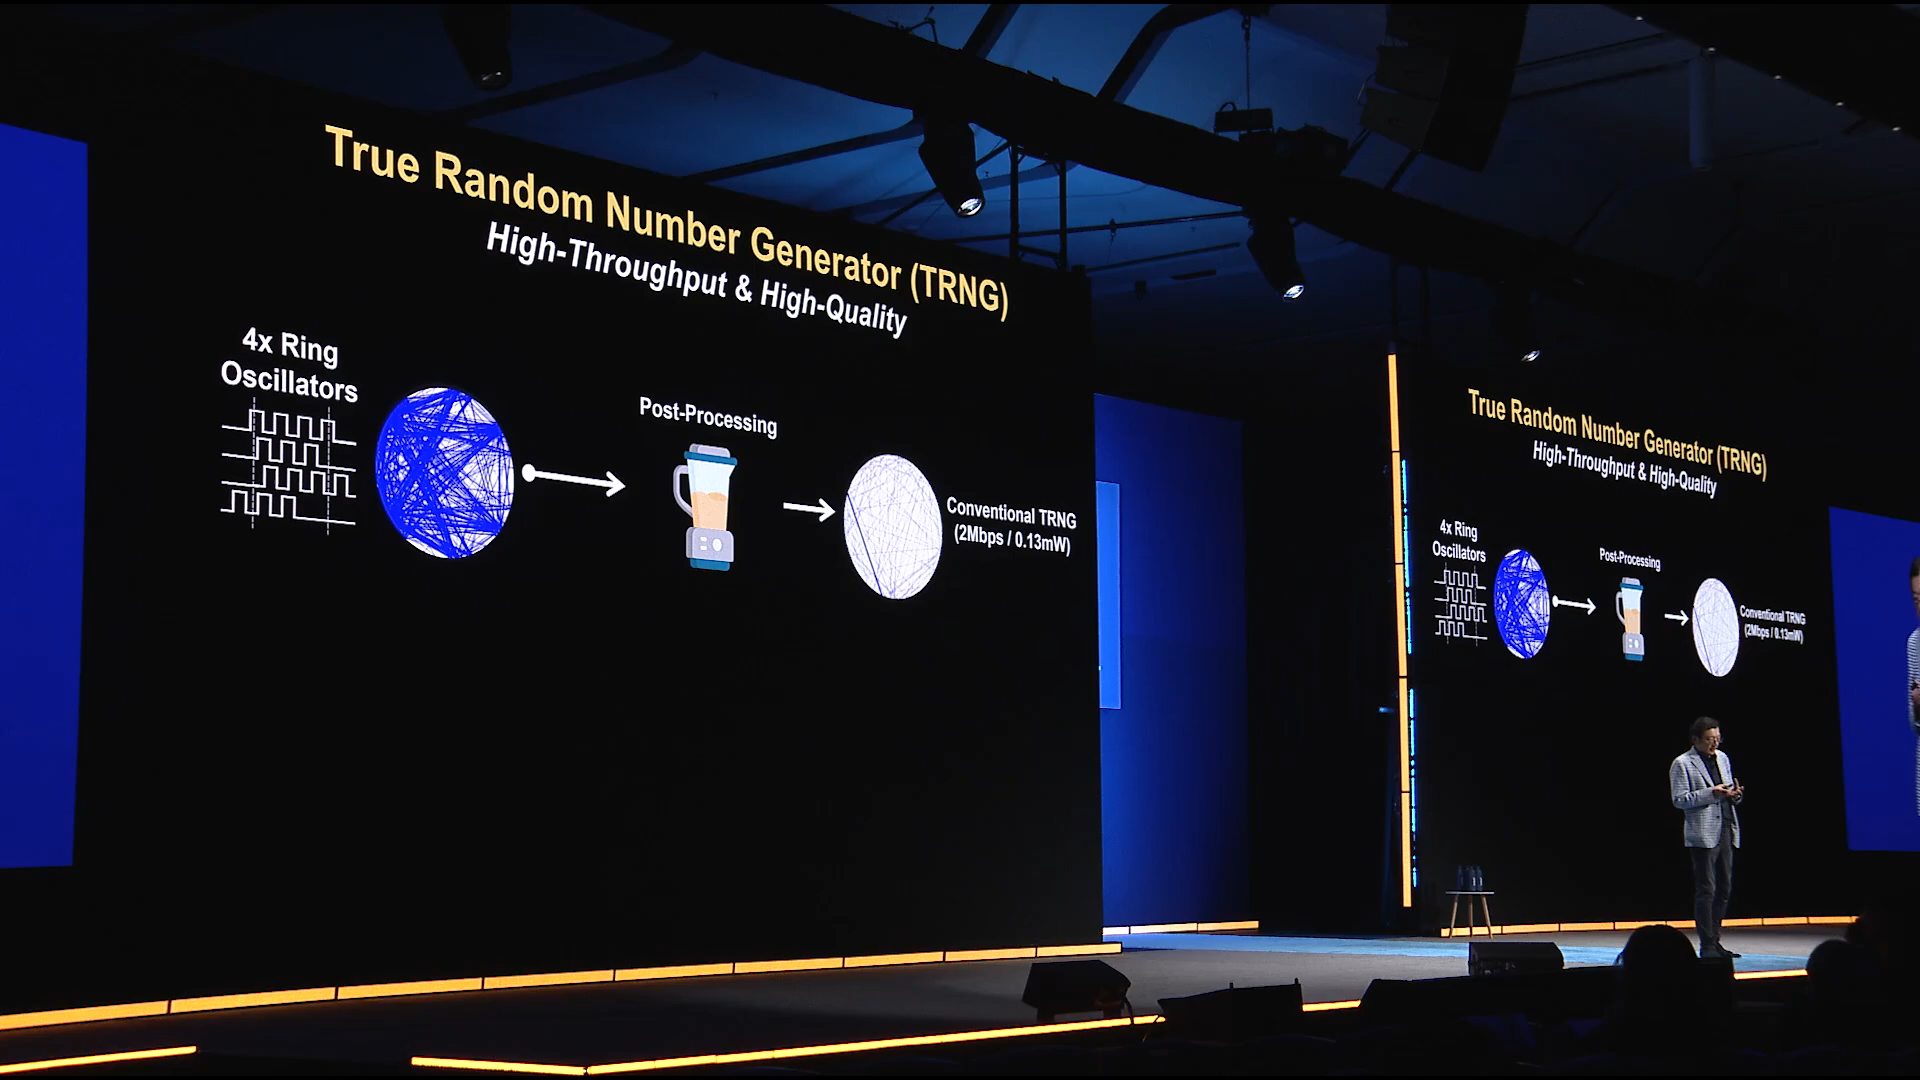 True Random Number Generator (TRNG)
High-Throughput & High-Quality
4x Ring
Oscillators
Post-Processing
Conventional TRNG
(2Mbps / 0.13mW)
True Random Number Generator (TRNG)
High-Throughput & High-Quality
4x Ring
Oscillators
Post-Processing
Conventional TRNG
(2Mbps / 0.13mW)